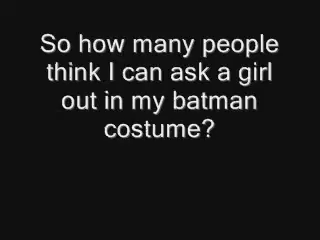 So how many people
think I can ask a girl
out in my batman
costume?